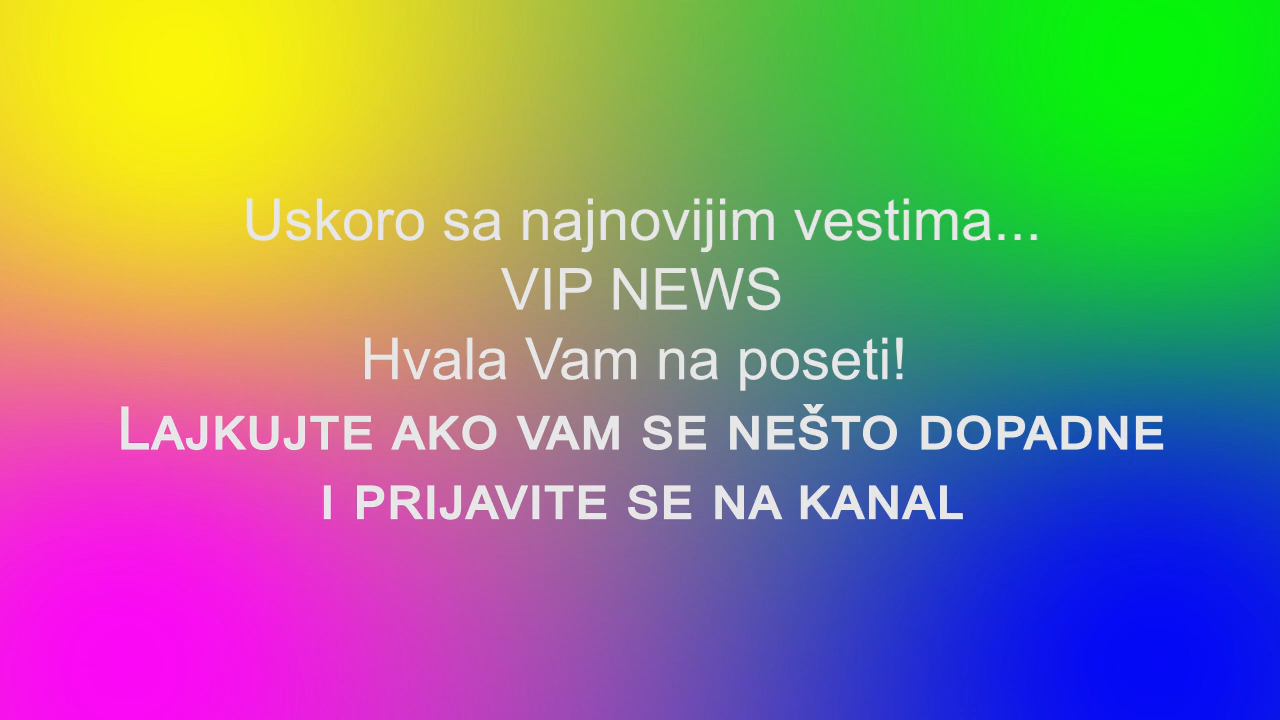 Uskoro sa najnovijim vestima...
VIP NEWS
Hvala Vam na poseti!
Lajkujte ako vam se nešto dopadne
i prijavite se na kanal